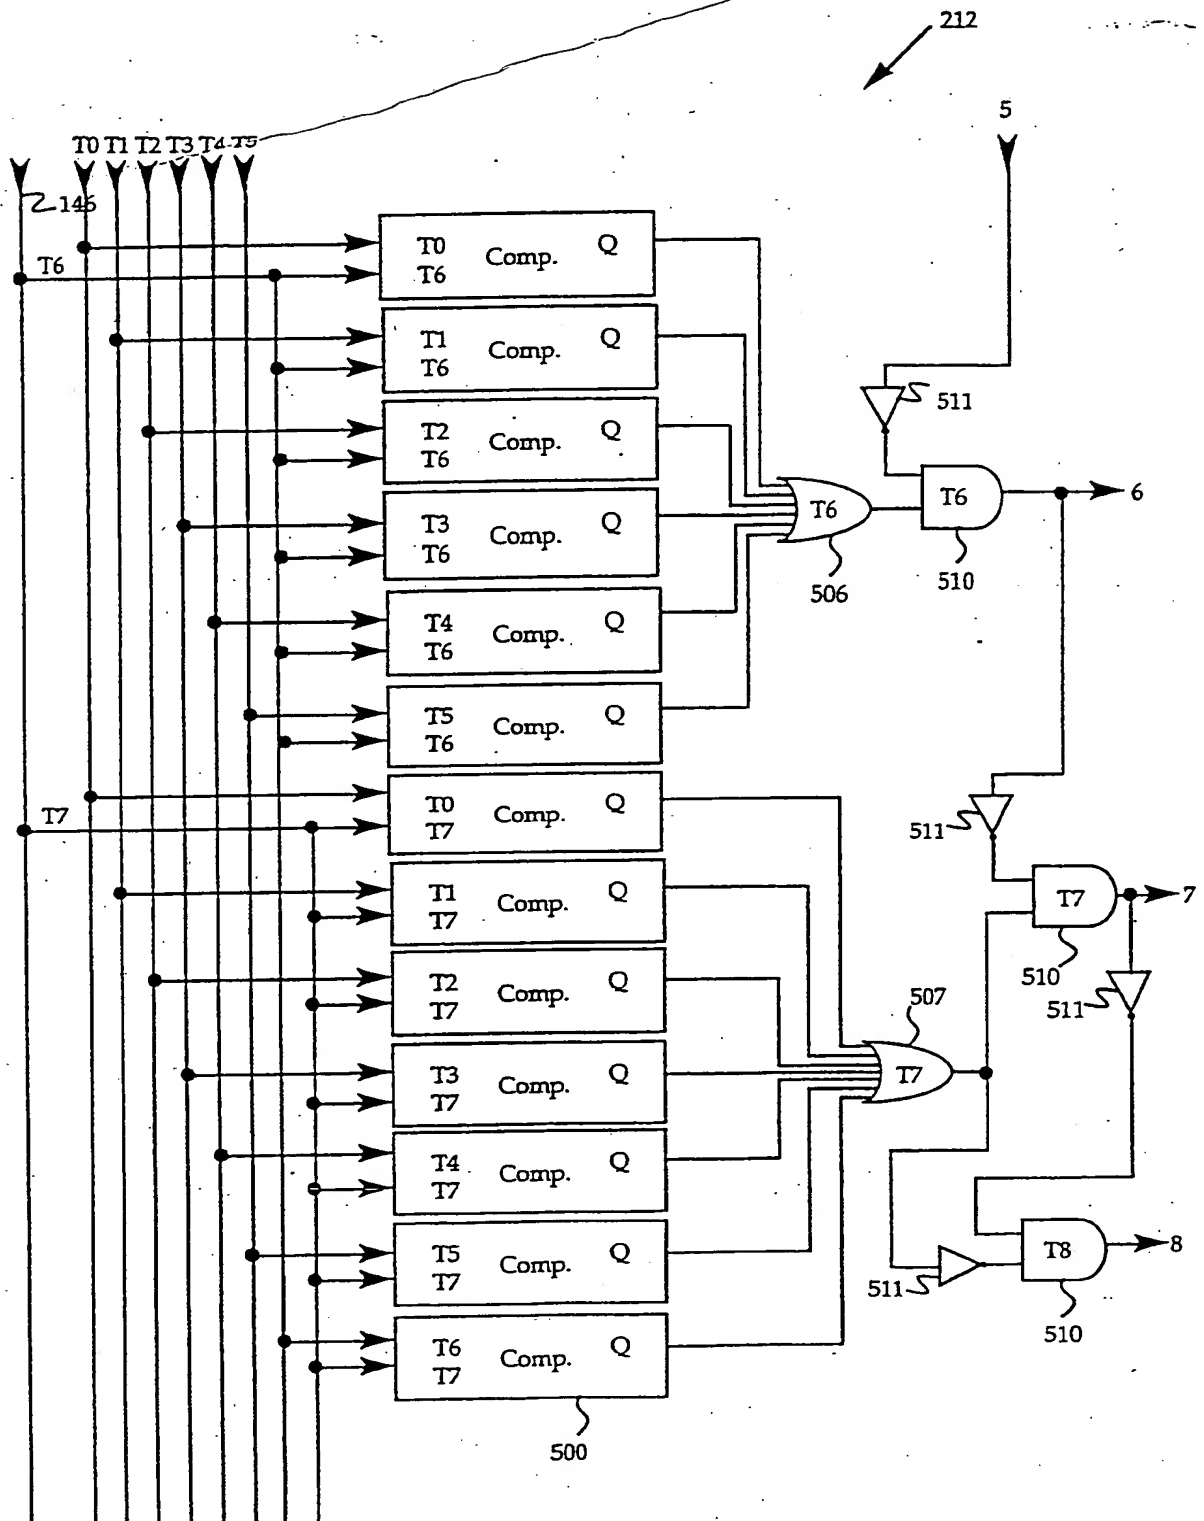 212
5
T0 T1 T2 T3 T4 T5
146
T0 Comp. Q
T6
T6
T1 Comp. Q
T6
511
T2 Comp. Q
T6
T6
T6
6
T3 Comp. Q
T6
506
510
T4 Comp. Q
T6
T5 Comp. Q
T6
T7
T0 Comp. Q
T7
511
T1 Comp. Q
T7
T7
7
510
T2 Comp. Q
T7
511
507
T3 Comp. Q
T7
T7
T4 Comp. Q
T7
T5 Comp. Q
T7
T8
8
511
510
T6 Comp. Q
T7
500